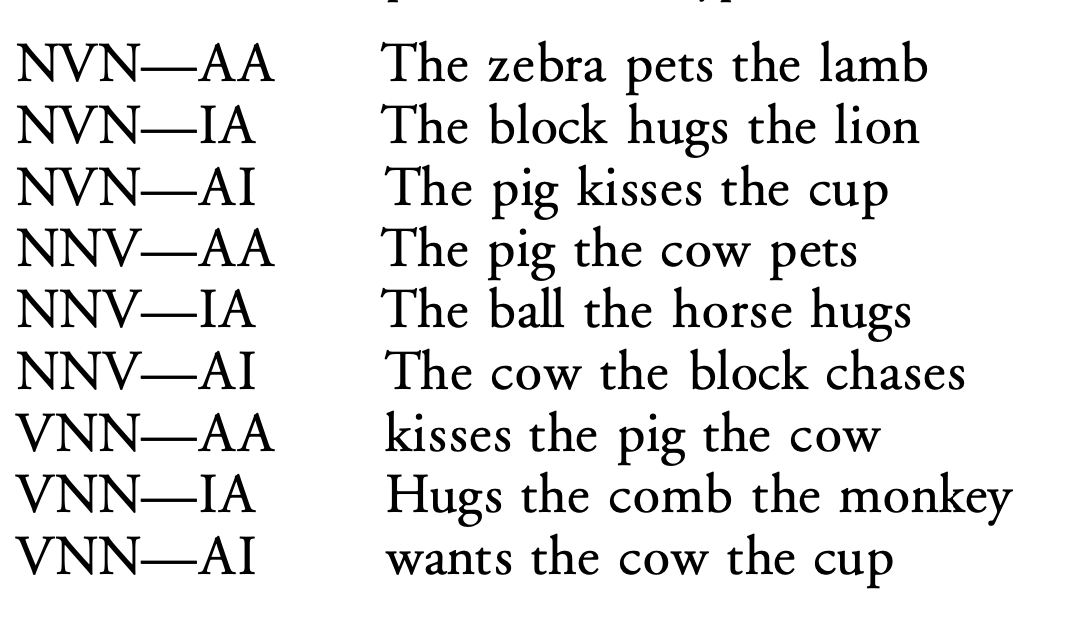 NVN—AA The zebra pets the lamb
NVN—IA The block hugs the lion
NVN—AI The pig kisses the cup
NNV—AA The pig the cow pets
NNV—IA The ball the horse hugs
NNV—AI The cow the block chases
VNN—AA kisses the pig the cow
VNN—IA Hugs the comb the monkey
VNN—AI wants the cow the cup